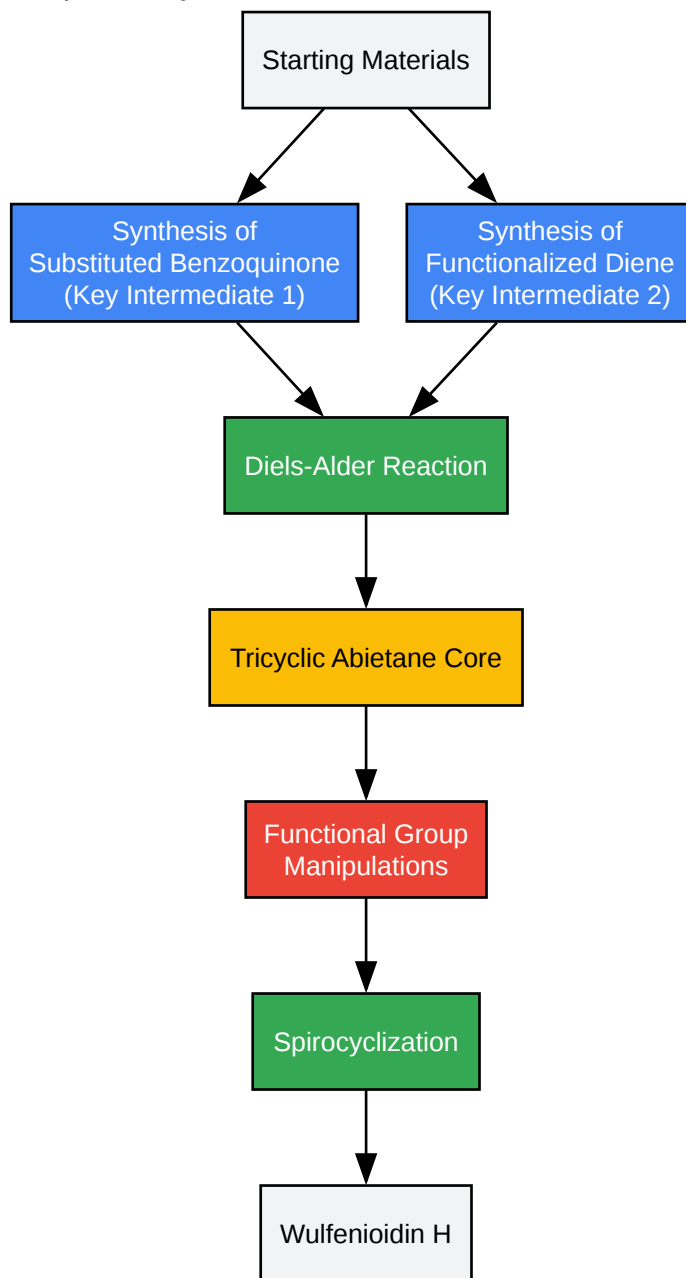 Starting Materials
Synthesis of
Substituted Benzoquinone
(Key Intermediate 1)
Synthesis of
Functionalized Diene
(Key Intermediate 2)
Diels-Alder Reaction
Tricyclic Abietane Core
Functional Group
Manipulations
Spirocyclization
Wulfenioidin H